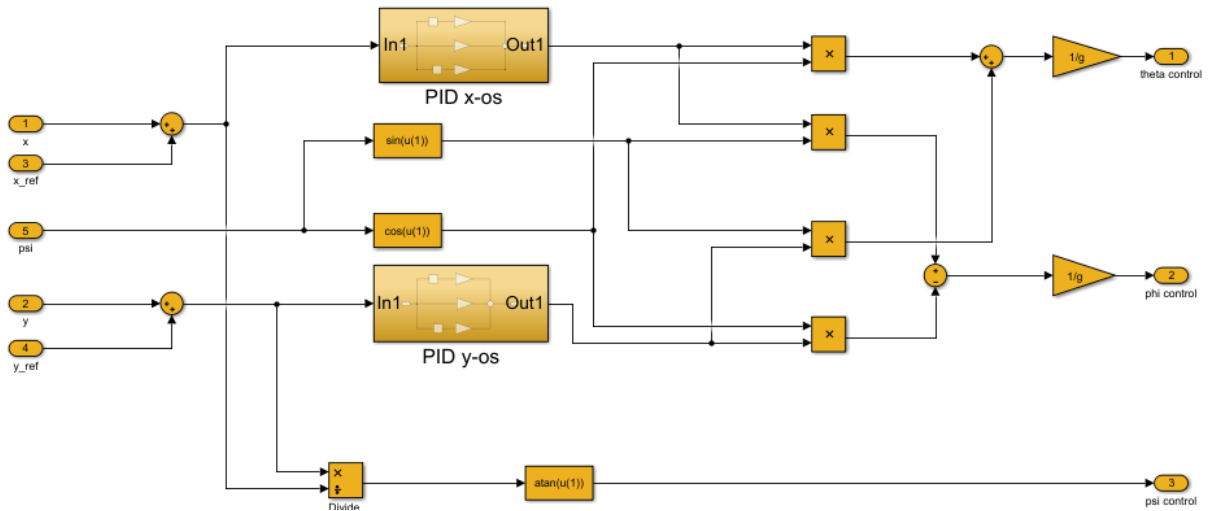 In1
Out1
PID x-os
×
1/g
1
theta control
1
x
3
x_ref
sin(u(1))
×
5
psi
cos(u(1))
×
2
y
4
y_ref
In1
Out1
PID y-os
×
1/g
2
phi control
×
÷
Divide
atan(u(1))
3
psi control